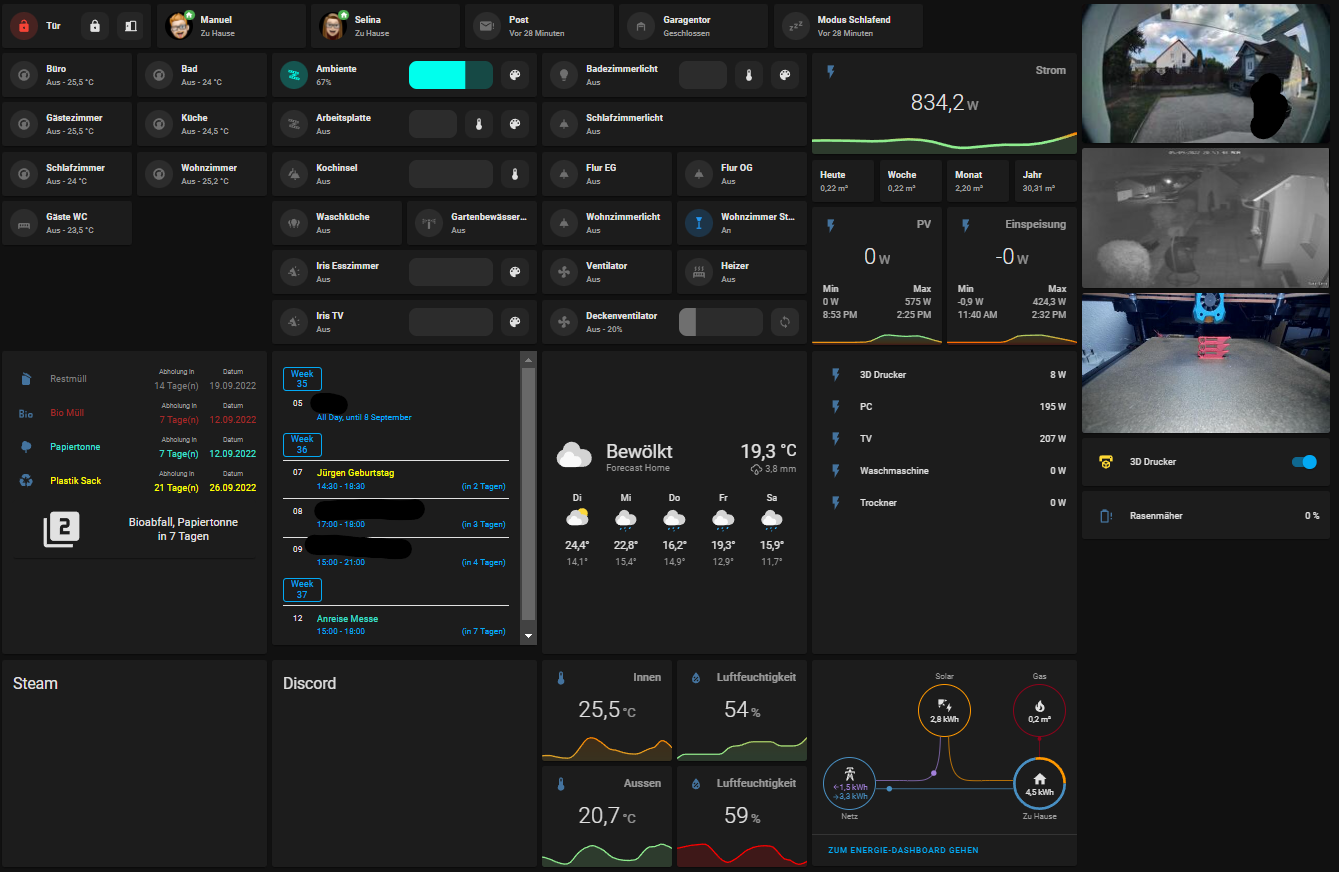 Tür
Manuel
Zu Hause
Selina
Zu Hause
Post
Vor 28 Minuten
Garagentor
Geschlossen
Modus Schlafend
Vor 28 Minuten
Büro
Aus - 25,5 °C
Bad
Aus - 24 °C
Gästezimmer
Aus - 25,5 °C
Küche
Aus - 24,5 °C
Schlafzimmer
Aus - 24 °C
Wohnzimmer
Aus - 25,2 °C
Gäste WC
Aus - 23,5 °C
Ambiente
67%
Badezimmerlicht
Aus
Arbeitsplatte
Aus
Schlafzimmerlicht
Aus
Kochinsel
Aus
Flur EG
Aus
Flur OG
Aus
Waschküche
Aus
Gartenbewässer...
Aus
Wohnzimmerlicht
Aus
Wohnzimmer St...
An
Iris Esszimmer
Aus
Ventilator
Aus
Heizer
Aus
Iris TV
Aus
Deckenventilator
Aus - 20%
Strom
834,2 W
Heute
0,22 m³
Woche
0,22 m³
Monat
2,20 m³
Jahr
30,31 m³
PV
0 W
Min Max
0 W 575 W
8:53 PM 2:25 PM
Einspeisung
-0 W
Min Max
-0,9 W 424,3 W
11:40 AM 2:32 PM
Abholung in Datum
Restmüll 14 Tage(n) 19.09.2022
Abholung in Datum
Bio
Bio Müll 7 Tage(n) 12.09.2022
Abholung in Datum
Papiertonne 7 Tage(n) 12.09.2022
Abholung in Datum
Plastik Sack 21 Tage(n) 26.09.2022
2
Bioabfall, Papiertonne
in 7 Tagen
Week
35
05
All Day, until 8 September
Week
36
07 Jürgen Geburtstag
14:30 - 18:30 (in 2 Tagen)
08
17:00 - 18:00 (in 3 Tagen)
09
15:00 - 21:00 (in 4 Tagen)
Week
37
12 Anreise Messe
15:00 - 18:00 (in 7 Tagen)
Bewölkt
Forecast Home
19,3 °C
3,8 mm
Di Mi Do Fr Sa
24,4° 22,8° 16,2° 19,3° 15,9°
14,1° 15,4° 14,9° 12,9° 11,7°
3D Drucker 8 W
PC 195 W
TV 207 W
Waschmaschine 0 W
Trockner 0 W
3D Drucker
Rasenmäher 0 %
Steam
Discord
Innen
25,5 °C
Luftfeuchtigkeit
54 %
Aussen
20,7 °C
Luftfeuchtigkeit
59 %
Solar
2,8 kWh
Gas
0,2 m³
←1,5 kWh
→3,3 kWh
Netz
4,5 kWh
Zu Hause
ZUM ENERGIE-DASHBOARD GEHEN